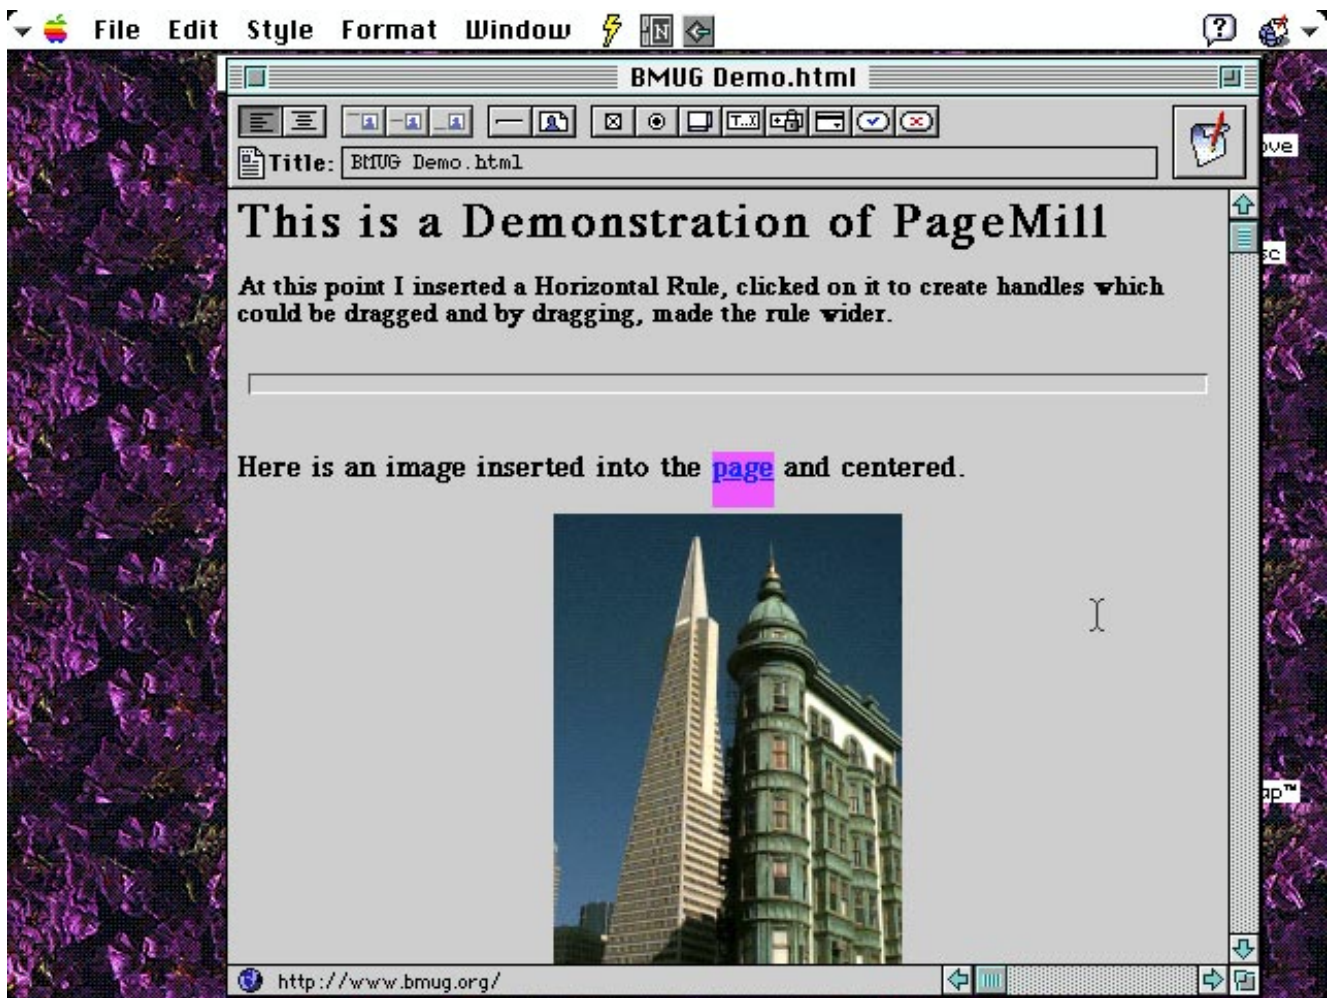 File Edit Style Format Window
BMUG Demo.html
Title: BMUG Demo.html
This is a Demonstration of PageMill
At this point I inserted a Horizontal Rule, clicked on it to create handles which
could be dragged and by dragging, made the rule wider.
Here is an image inserted into the page and centered.
http://www.bmug.org/